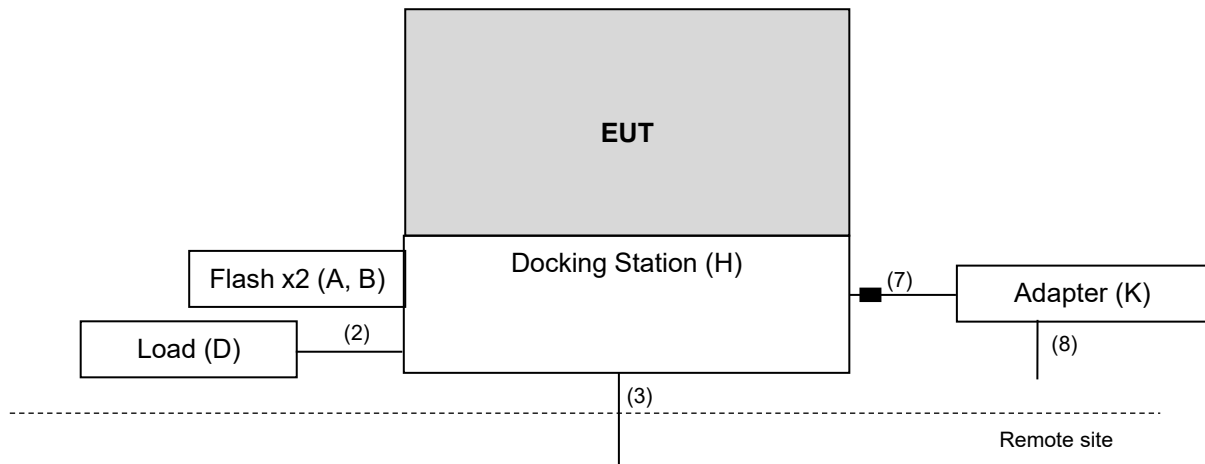 EUT
Docking Station (H)
Flash x2 (A, B)
(7)
Adapter (K)
(2)
Load (D)
(8)
(3)
Remote site